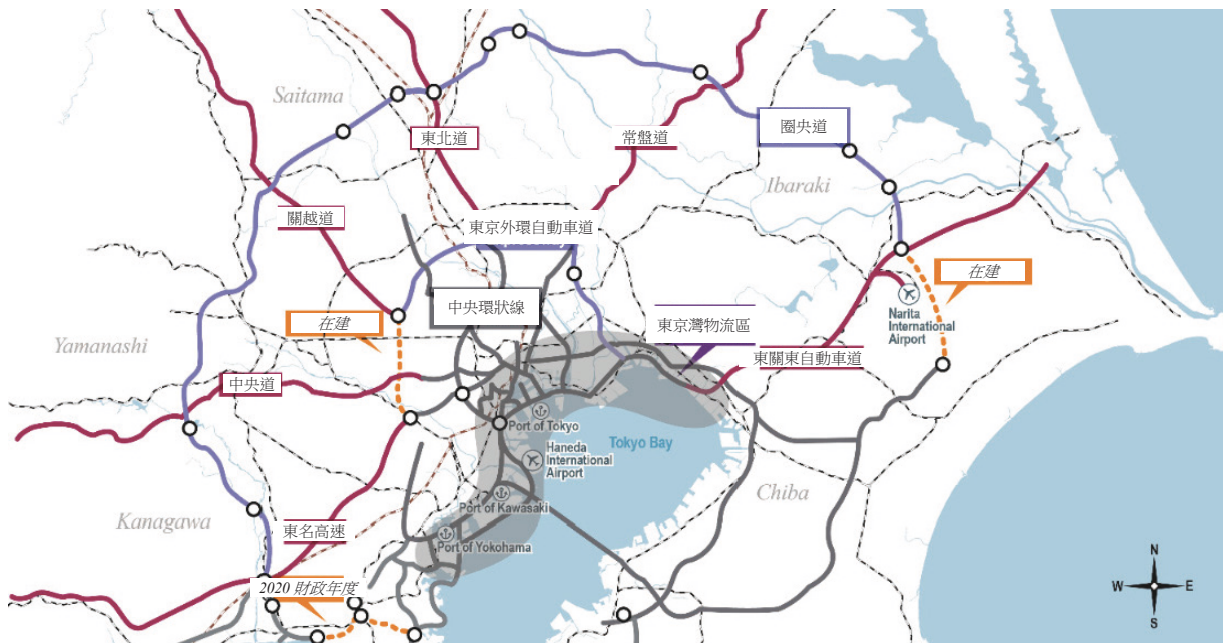 Saitama
東北道
常盤道
圈央道
Ibaraki
關越道
東京外環自動車道
在建
中央環狀線
在建
東京灣物流區
Narita
International
Airport
Yamanashi
中央道
東關東自動車道
Port of Tokyo
Tokyo Bay
Haneda
International
Airport
Chiba
Port of Kawasaki
Kanagawa
東名高速
Port of Yokohama
2020 財政年度
N
W
E
S